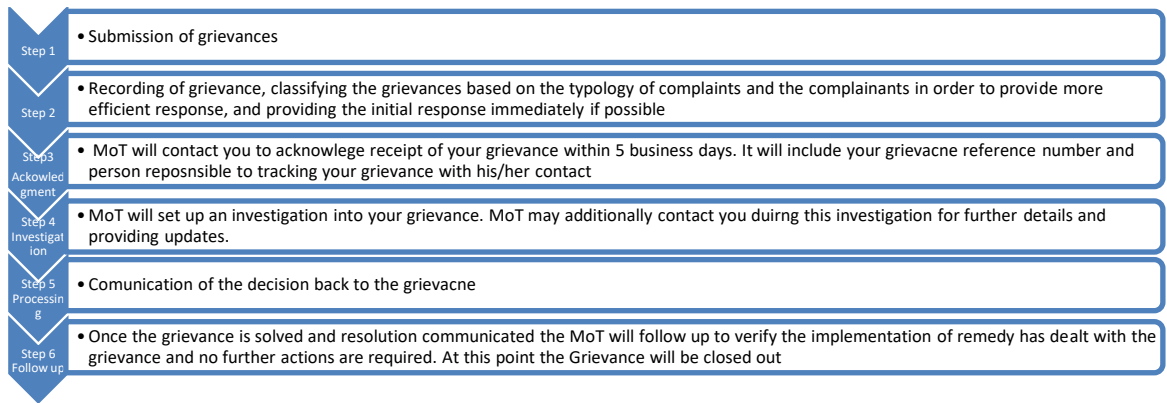 Step 1
• Submission of grievances
Step 2
• Recording of grievance, classifying the grievances based on the typology of complaints and the complainants in order to provide more
efficient response, and providing the initial response immediately if possible
Step3
Ackowled
gment
• MoT will contact you to acknowlege receipt of your grievance within 5 business days. It will include your grievacne reference number and
person reposnsible to tracking your grievance with his/her contact
Step 4
Investigat
ion
• MoT will set up an investigation into your grievance. MoT may additionally contact you duirng this investigation for further details and
providing updates.
Step 5
Processin
g
• Comunication of the decision back to the grievacne
Step 6
Follow up
• Once the grievance is solved and resolution communicated the MoT will follow up to verify the implementation of remedy has dealt with the
grievance and no further actions are required. At this point the Grievance will be closed out